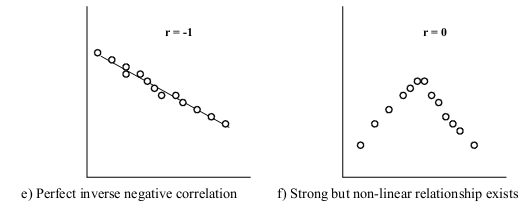 r = -1
r = 0
e) Perfect inverse negative correlation
f) Strong but non-linear relationship exists